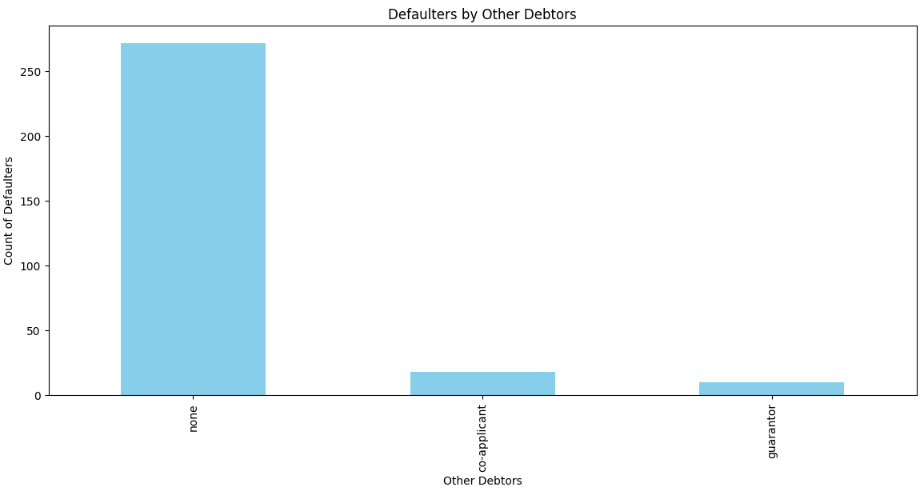 Defaulters by Other Debtors
Count of Defaulters
250
200
150
100
50
0
none
co-applicant
guarantor
Other Debtors